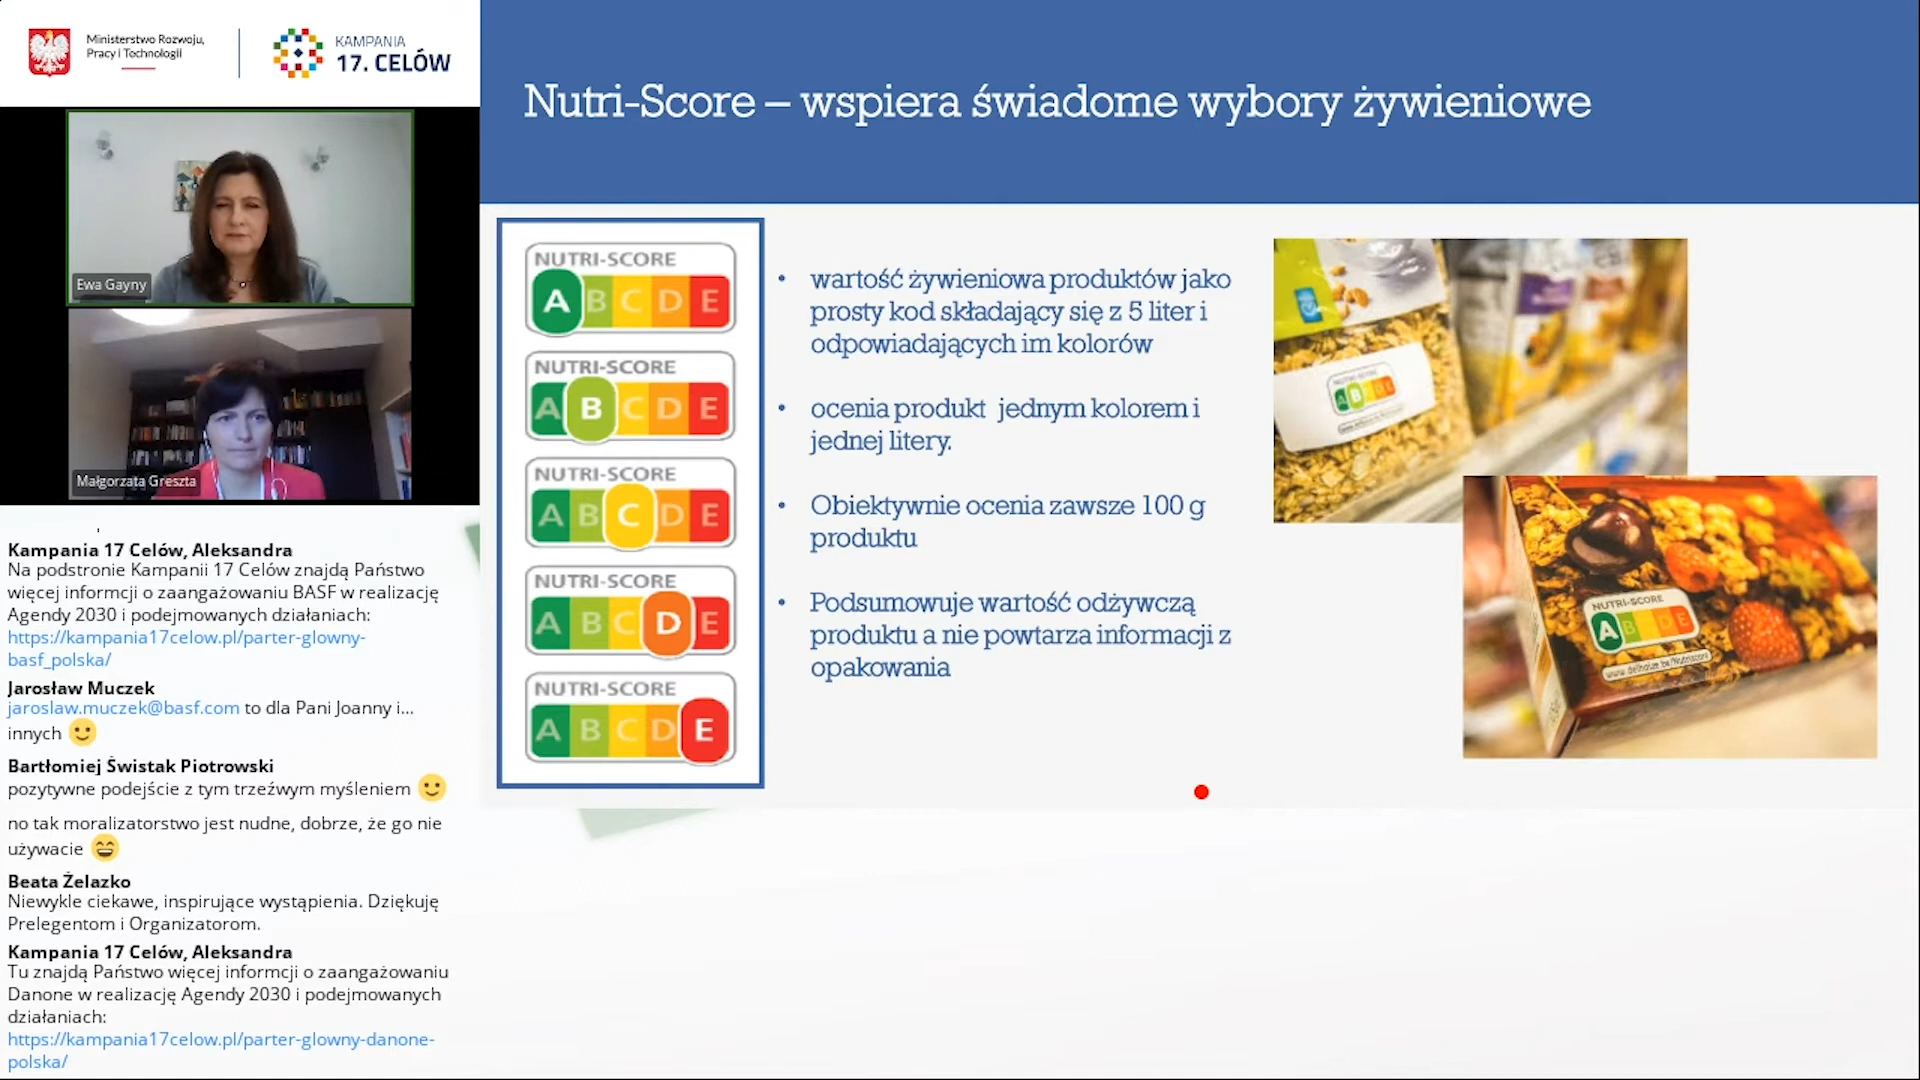 Ministerstwo Rozwoju,
Pracy i Technologii
KAMPANIA
17. CELÓW
Ewa Gayny
Małgorzata Greszta
Kampania 17 Celów, Aleksandra
Na podstronie Kampanii 17 Celów znajdą Państwo
więcej informcji o zaangażowaniu BASF w realizację
Agendy 2030 i podejmowanych działaniach:
https://kampania17celow.pl/parter-glowny-
basf_polska/
Jarosław Muczek
jaroslaw.muczek@basf.com to dla Pani Joanny i...
innych
Bartłomiej Świstak Piotrowski
pozytywne podejście z tym trzeźwym myśleniem
no tak moralizatorstwo jest nudne, dobrze, że go nie
używacie
Beata Żelazko
Niewykle ciekawe, inspirujące wystąpienia. Dziękuję
Prelegentom i Organizatorom.
Kampania 17 Celów, Aleksandra
Tu znajdą Państwo więcej informcji o zaangażowaniu
Danone w realizację Agendy 2030 i podejmowanych
działaniach:
https://kampania17celow.pl/parter-glowny-danone-
polska/
Nutri-Score – wspiera świadome wybory żywieniowe
NUTRI-SCORE
A B C D E
NUTRI-SCORE
A B C D E
NUTRI-SCORE
A B C D E
NUTRI-SCORE
A B C D E
NUTRI-SCORE
A B C D E
• wartość żywieniowa produktów jako
prosty kod składający się z 5 liter i
odpowiadających im kolorów
• ocenia produkt jednym kolorem i
jednej litery.
• Obiektywnie ocenia zawsze 100 g
produktu
• Podsumowuje wartość odżywczą
produktu a nie powtarza informacji z
opakowania
NUTRI-SCORE
A B C D E
NUTRI-SCORE
A B C D E
www.delhaize.be/Nutriscore